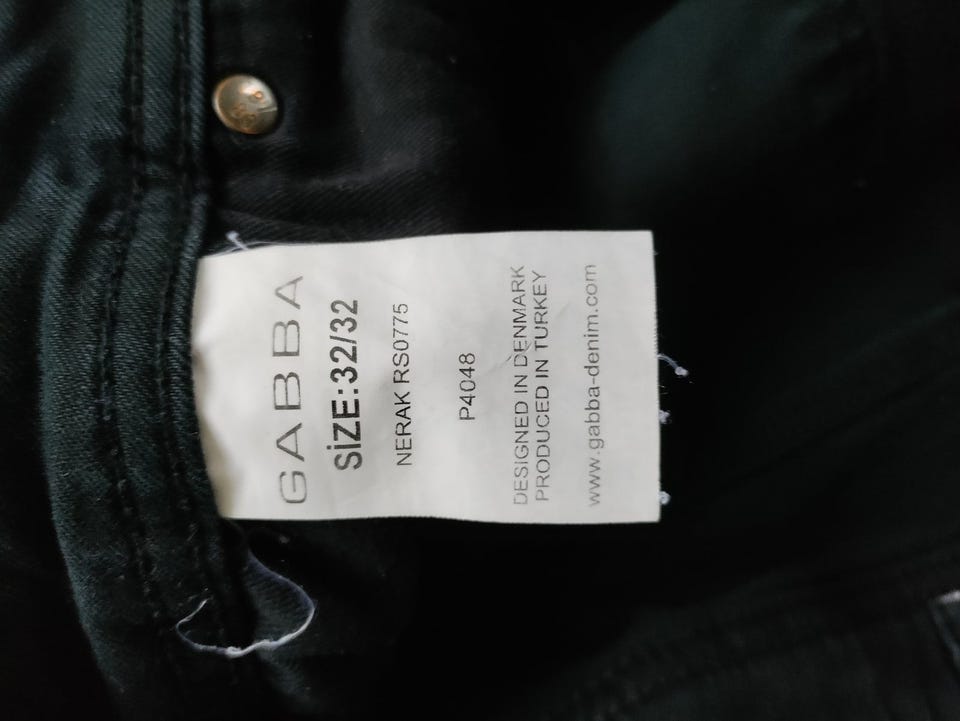 GABBA
SİZE:32/32
NERAK RS0775
P4048
DESIGNED IN DENMARK
PRODUCED IN TURKEY
www.gabba-denim.com